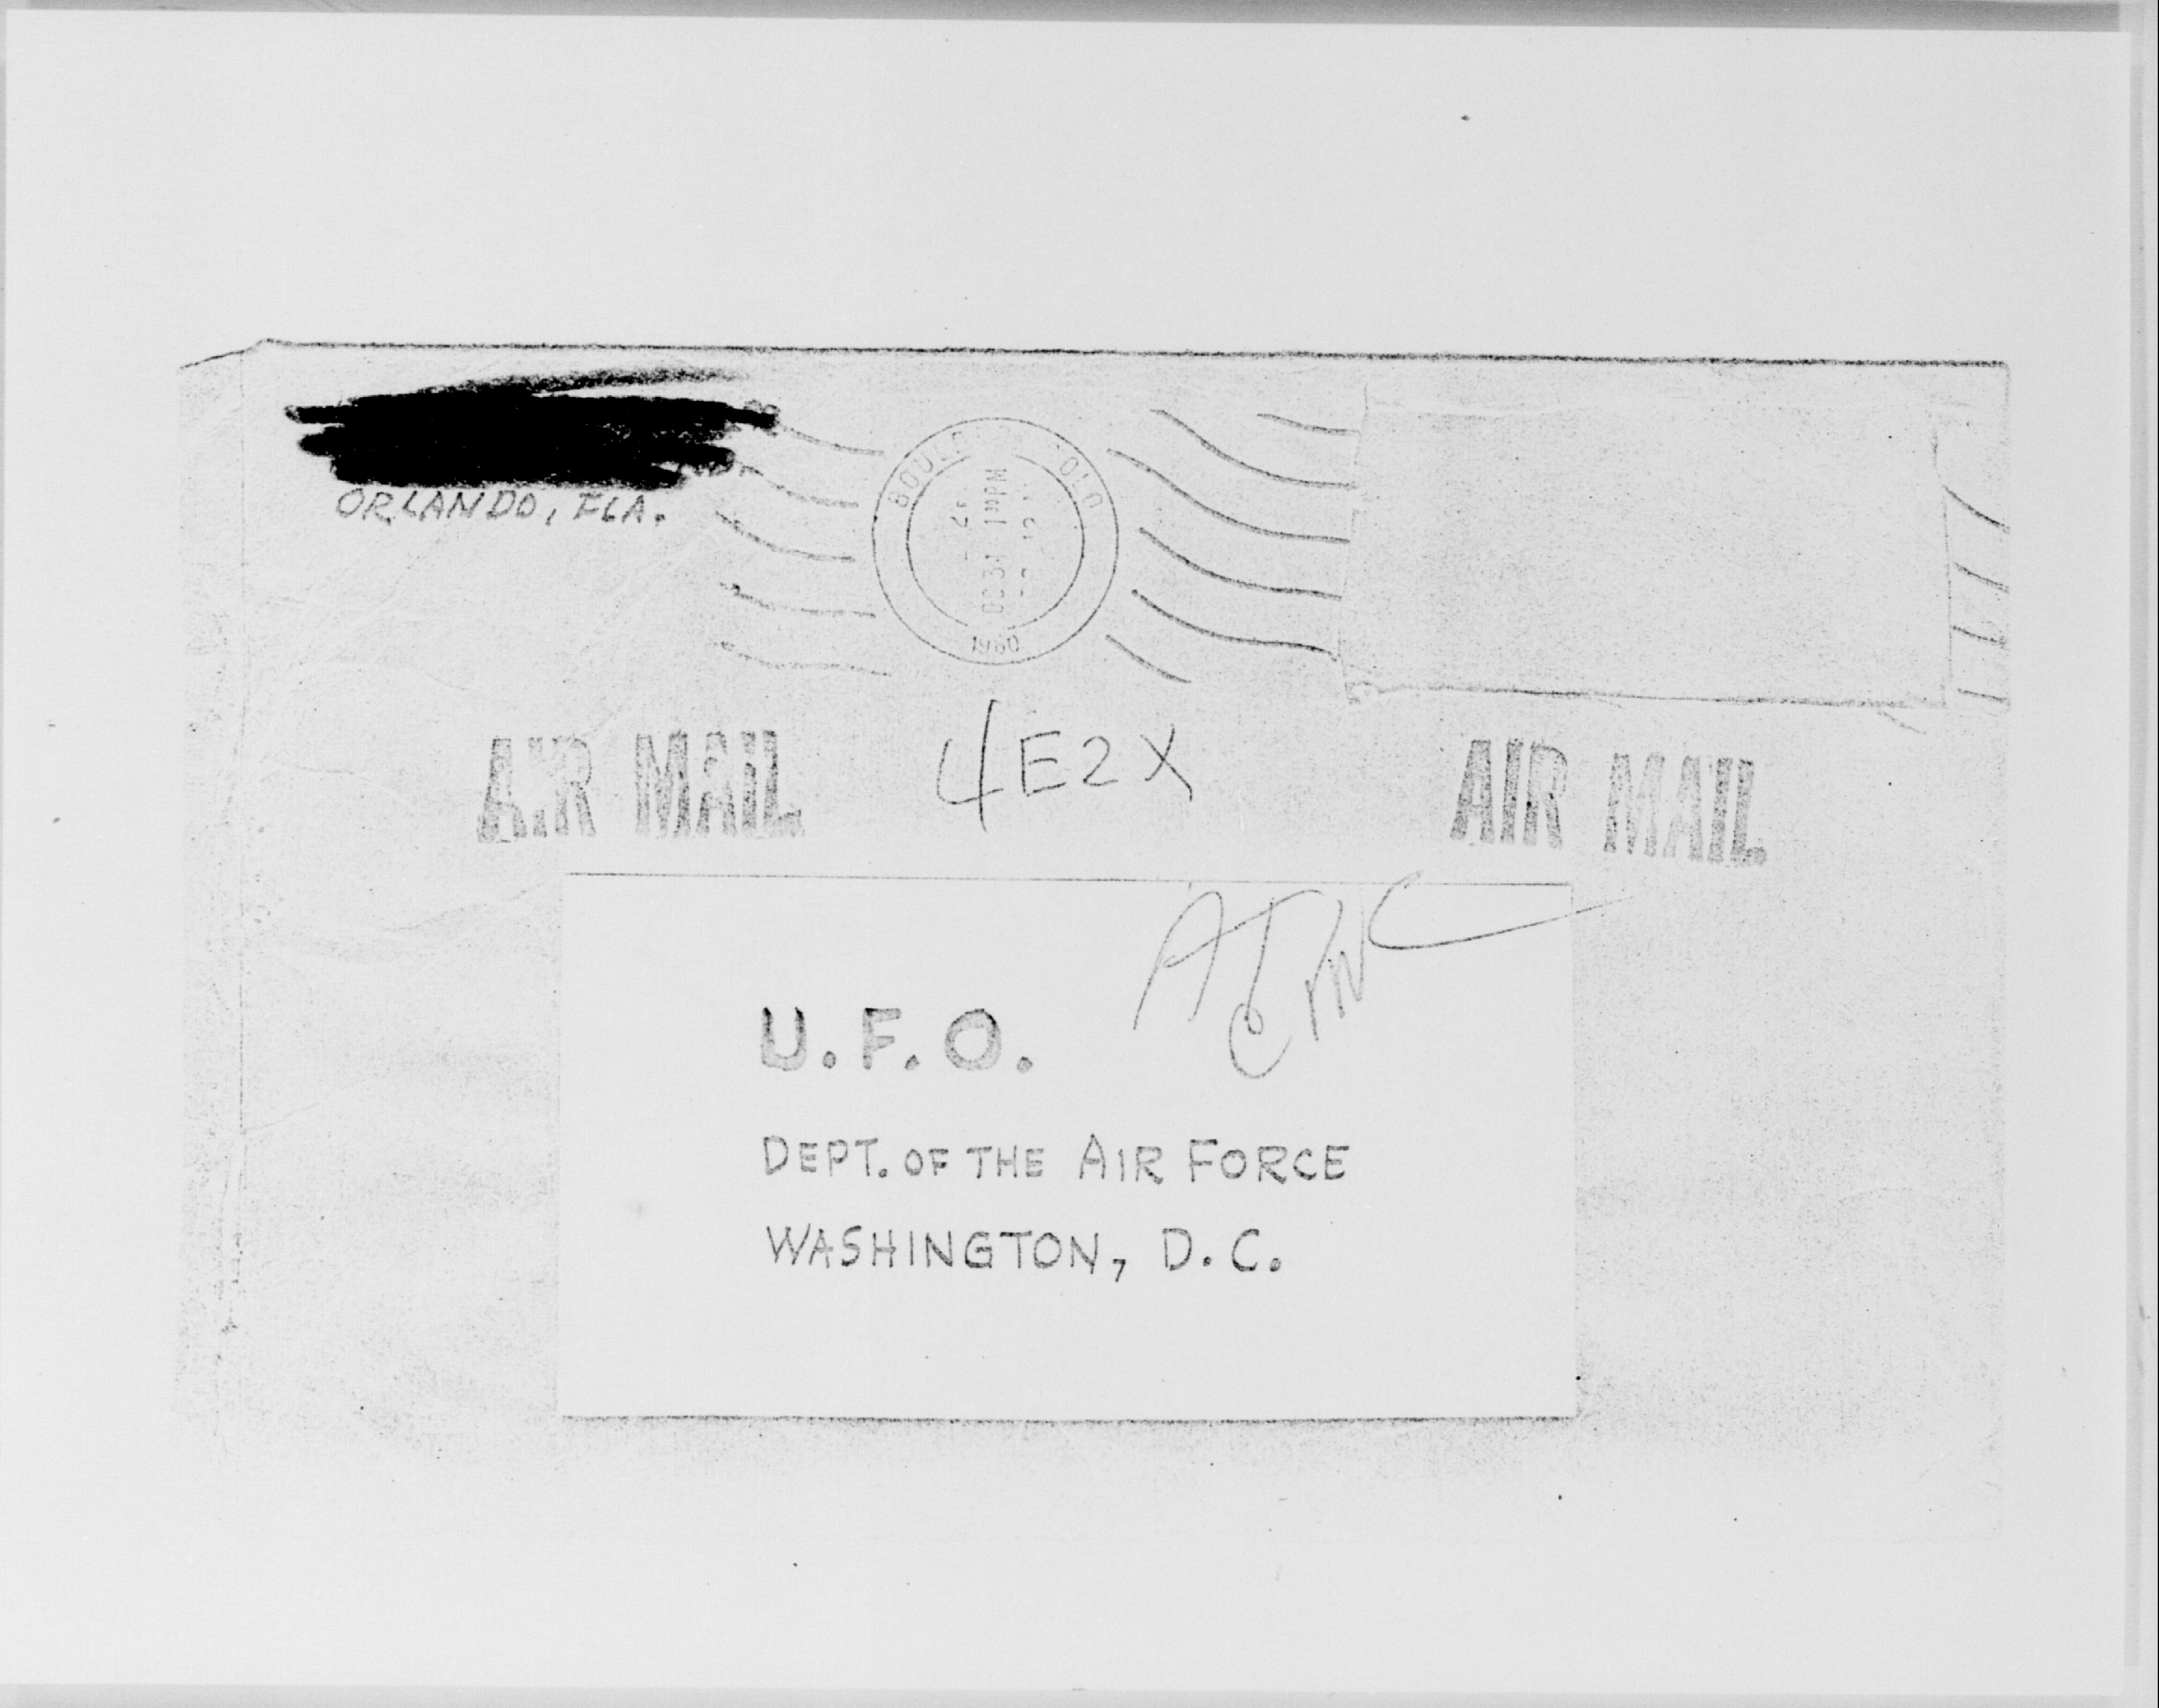 ORLANDO, FLA.
1960
AIR MAIL
4E2X
AIR MAIL
U.F.O.
DEPT. OF THE AIR FORCE
WASHINGTON, D.C.